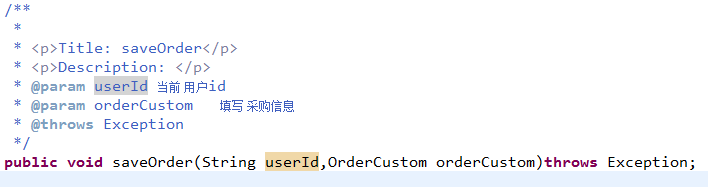 /**
 *
 * <p>Title: saveOrder</p>
 * <p>Description: </p>
 * @param userId 当前用户id
 * @param orderCustom 填写采购信息
 * @throws Exception
 */
public void saveOrder(String userId,OrderCustom orderCustom)throws Exception;